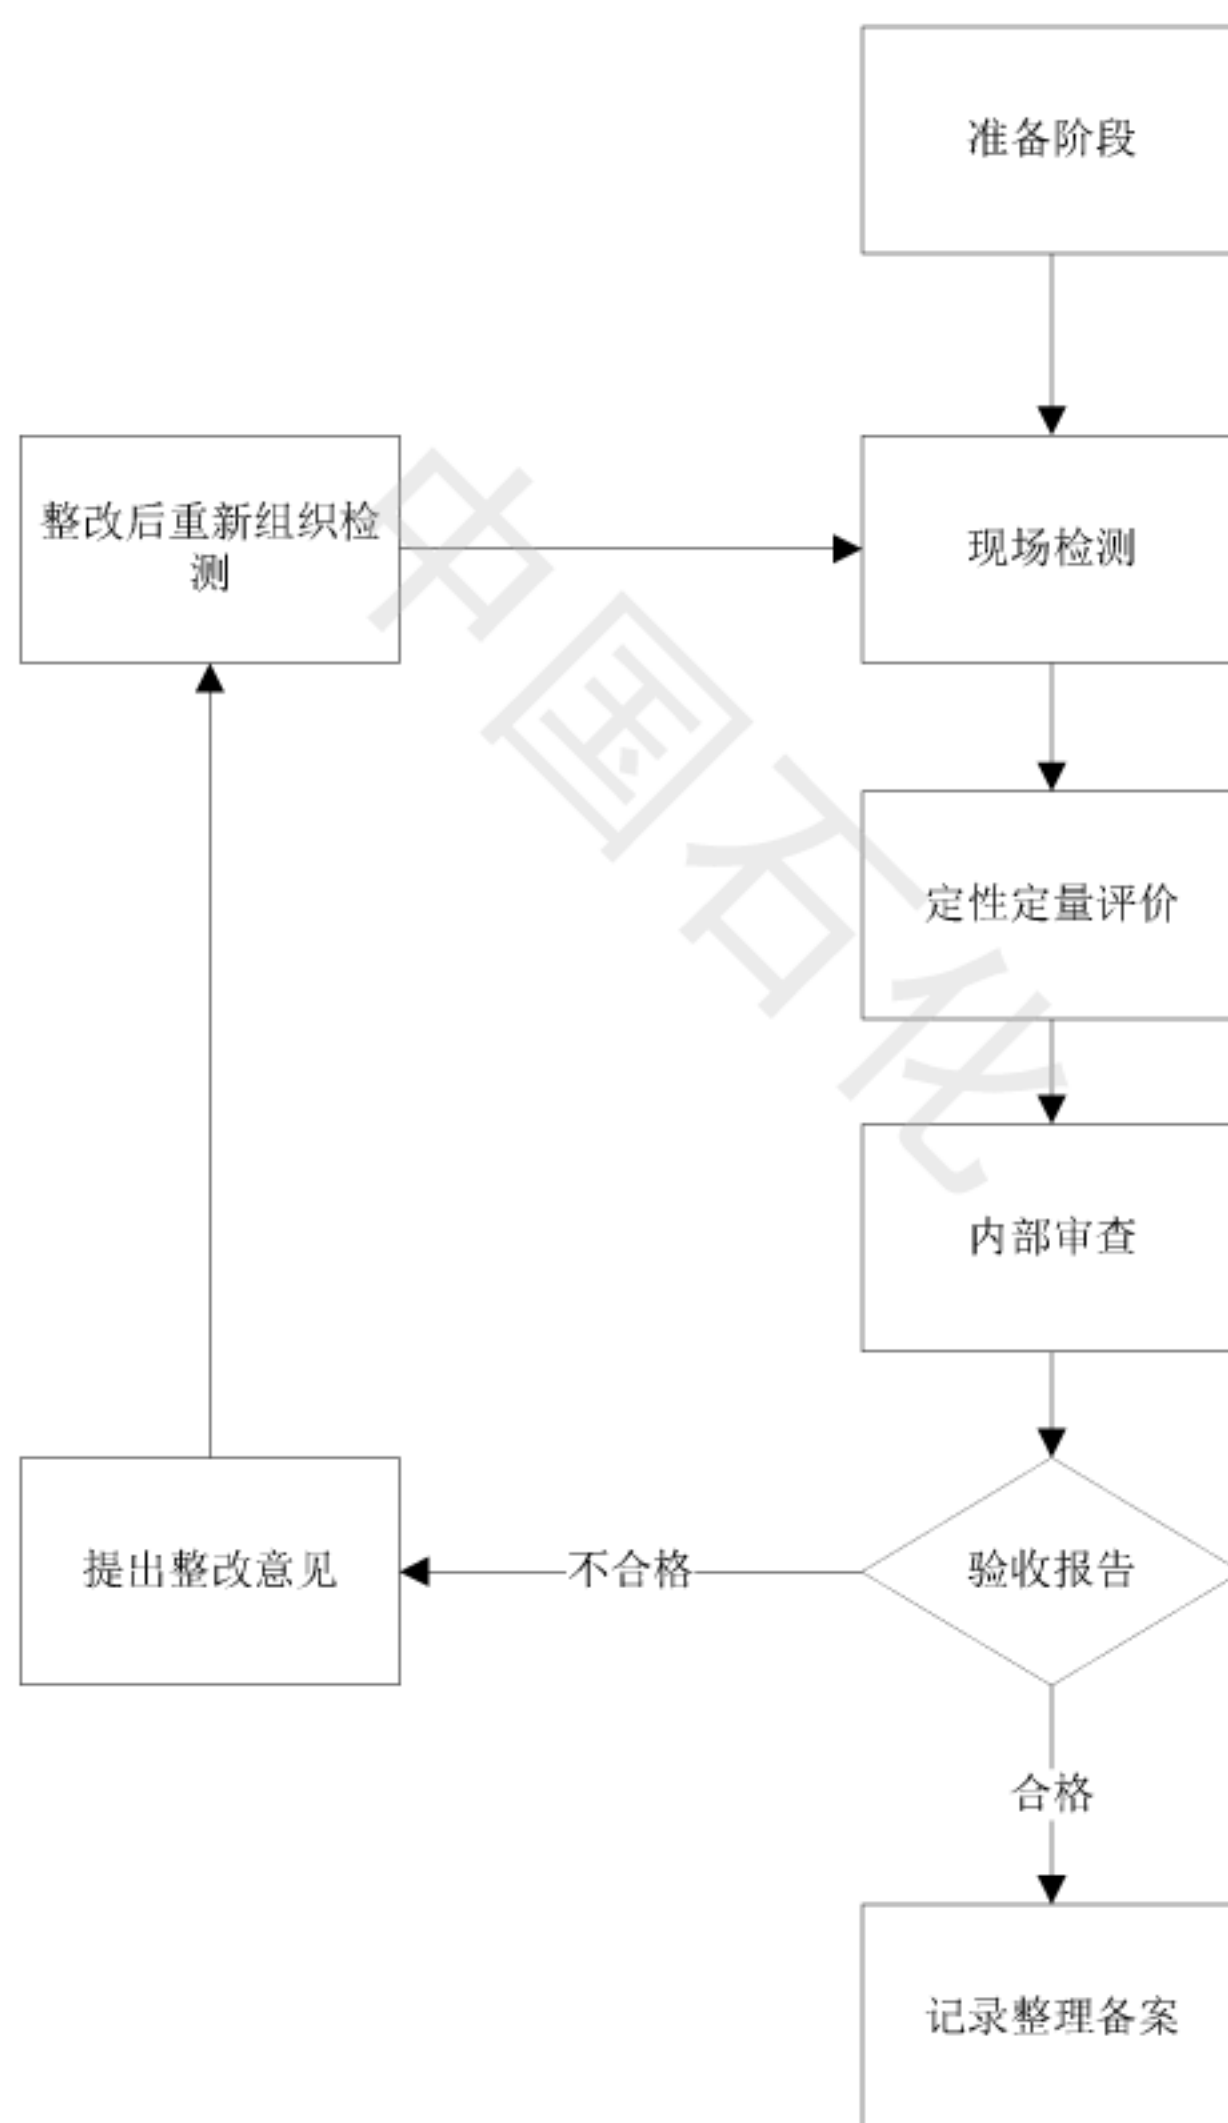 准备阶段
整改后重新组织检
测
现场检测
定性定量评价
内部审查
提出整改意见
不合格
验收报告
合格
记录整理备案
中国石化